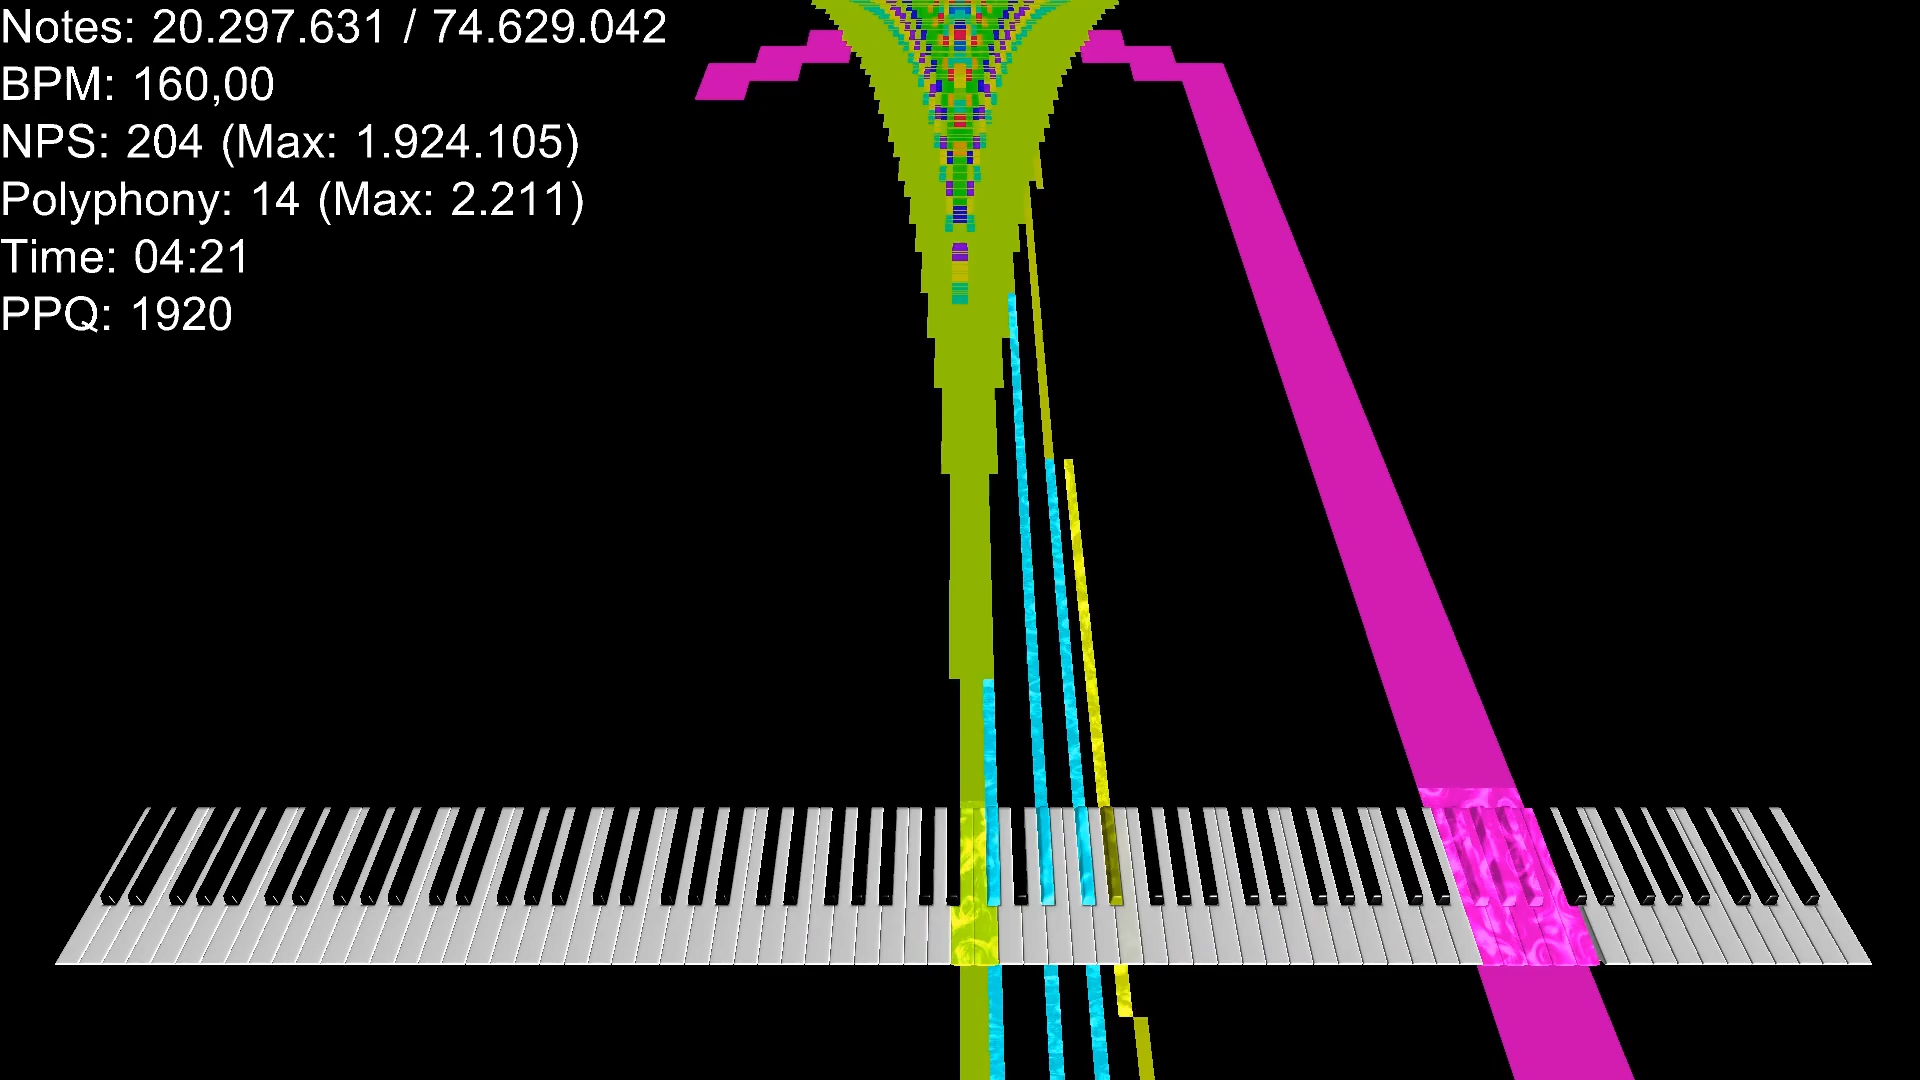 Notes: 20.297.631 / 74.629.042
BPM: 160,00
NPS: 204 (Max: 1.924.105)
Polyphony: 14 (Max: 2.211)
Time: 04:21
PPQ: 1920